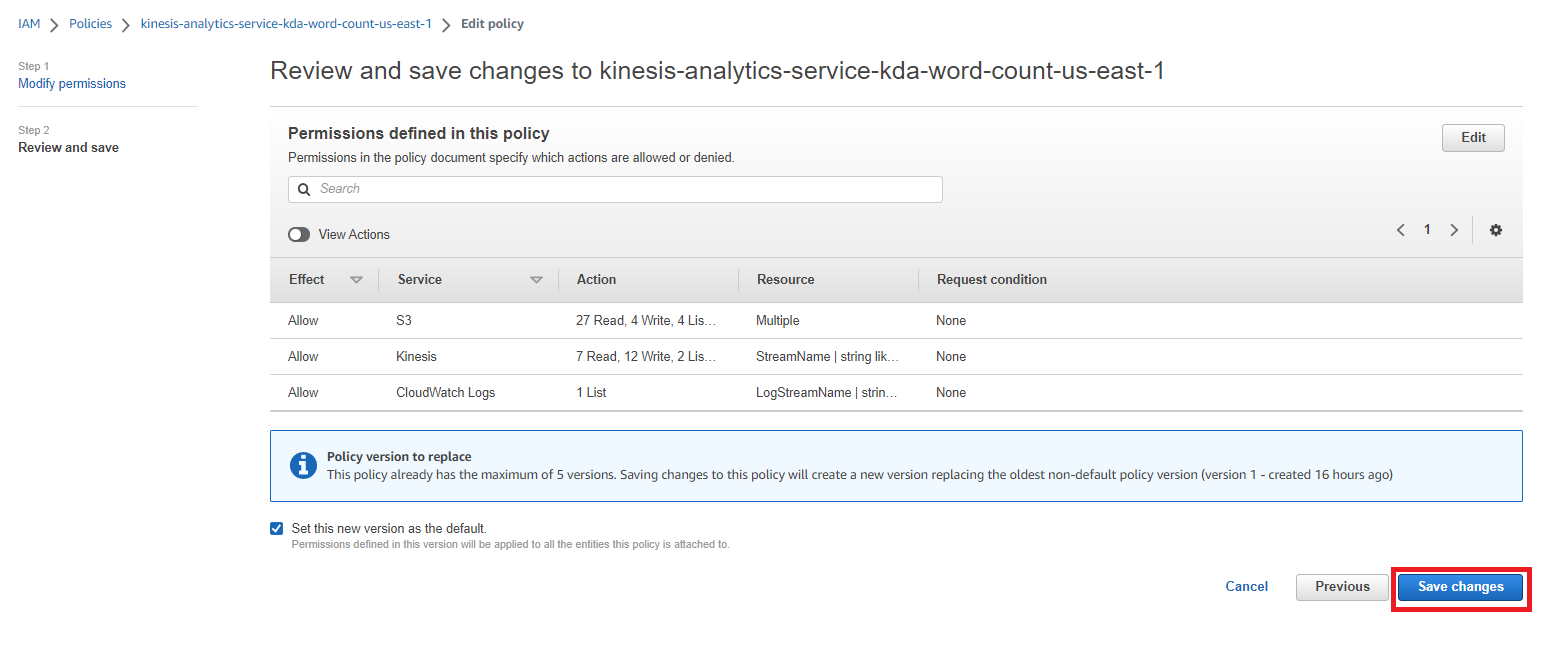 IAM > Policies > kinesis-analytics-service-kda-word-count-us-east-1 > Edit policy
Step 1
Modify permissions
Step 2
Review and save
Review and save changes to kinesis-analytics-service-kda-word-count-us-east-1
Permissions defined in this policy
Edit
Permissions in the policy document specify which actions are allowed or denied.
Search
View Actions
1
Effect Service Action Resource Request condition
Allow S3 27 Read, 4 Write, 4 Lis... Multiple None
Allow Kinesis 7 Read, 12 Write, 2 Lis... StreamName | string lik... None
Allow CloudWatch Logs 1 List LogStreamName | strin... None
Policy version to replace
This policy already has the maximum of 5 versions. Saving changes to this policy will create a new version replacing the oldest non-default policy version (version 1 - created 16 hours ago)
Set this new version as the default.
Permissions defined in this version will be applied to all the entities this policy is attached to.
Cancel Previous Save changes